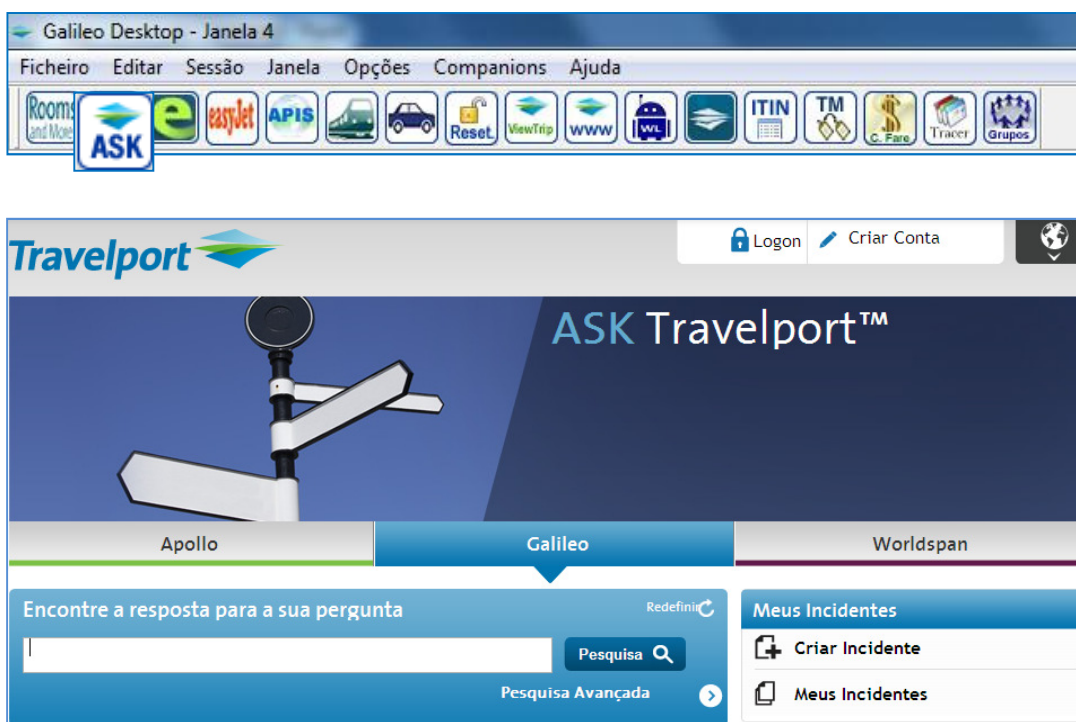 Galileo Desktop - Janela 4
Ficheiro Editar Sessão Janela Opções Companions Ajuda
Rooms and More ASK e easyJet APIS Reset ViewTrip www WL ITIN TM C. Fare Tracer Grupos
Travelport
Logon Criar Conta
ASK Travelport™
Apollo Galileo Worldspan
Encontre a resposta para a sua pergunta Redefinir Meus Incidentes
Pesquisa Criar Incidente
Pesquisa Avançada Meus Incidentes